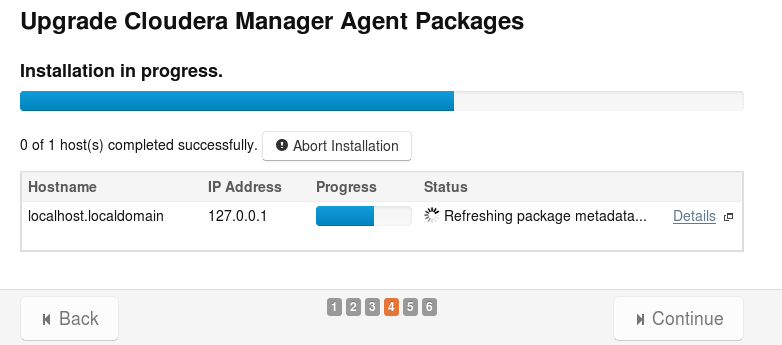 Upgrade Cloudera Manager Agent Packages
Installation in progress.
0 of 1 host(s) completed successfully. Abort Installation
Hostname IP Address Progress Status
localhost.localdomain 127.0.0.1 Refreshing package metadata... Details
Back 1 2 3 4 5 6 Continue